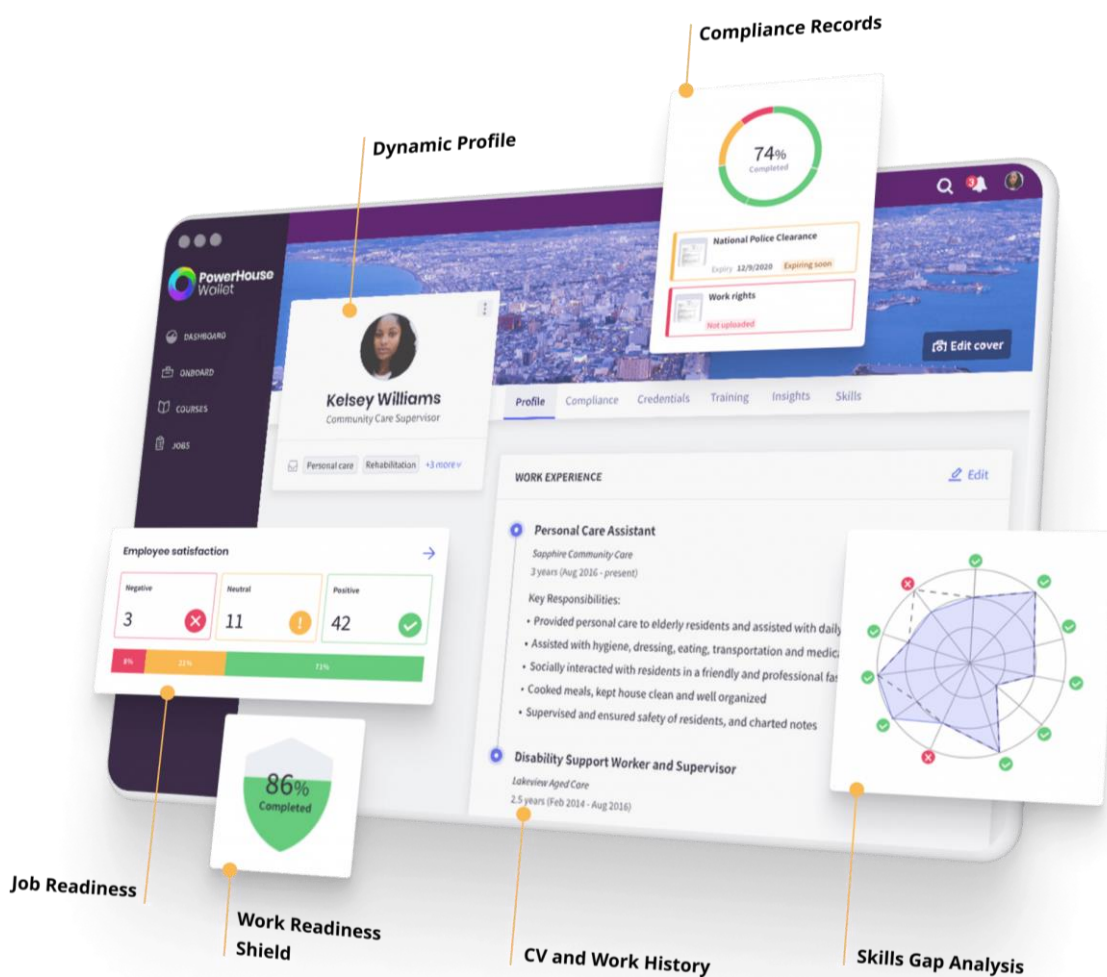 Compliance Records
Dynamic Profile
74%
Completed
National Police Clearance
Expiry 12/9/2020 Expiring soon
Work rights
Not uploaded
3
PowerHouse
Wallet
DASHBOARD
ONBOARD
COURSES
JOBS
Edit cover
Kelsey Williams
Community Care Supervisor
Personal care Rehabilitation +3 more
Profile Compliance Credentials Training Insights Skills
WORK EXPERIENCE Edit
Personal Care Assistant
Sapphire Community Care
3 years (Aug 2016 - present)
Key Responsibilities:
• Provided personal care to elderly residents and assisted with daily
• Assisted with hygiene, dressing, eating, transportation and
• Socially interacted with residents in a friendly and professional
• Cooked meals, kept house clean and well organized
• Supervised and ensured safety of residents, and charted notes
Disability Support Worker and Supervisor
Lakeview Aged Care
2.5 years (Feb 2014 - Aug 2016)
Employee satisfaction
Negative Neutral Positive
3 ! 11 42
8% 21% 71%
86%
Completed
Job Readiness
Work Readiness
Shield
CV and Work History
Skills Gap Analysis